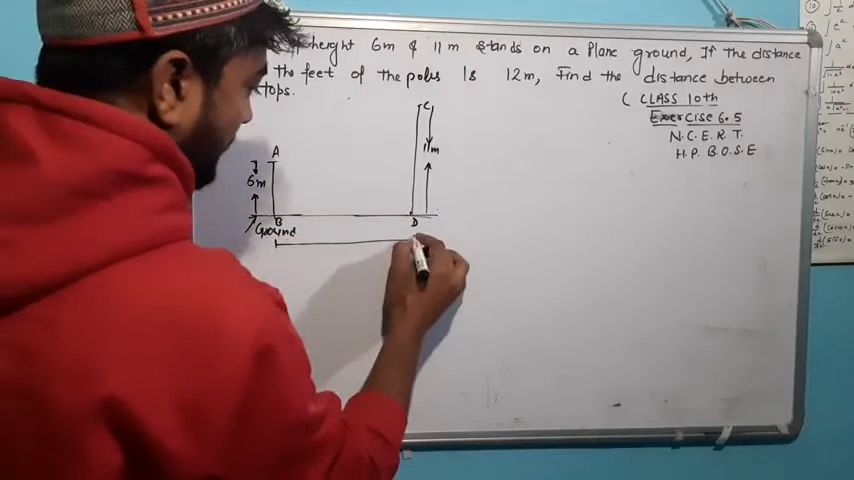 height 6m & 11 m stands on a Plane ground, If the distance
the feet of the poles Is 12m, Find the distance between
tops.
( CLASS 10th
Exercise 6.5
N.C.E.R.T.
H.P.B.O.S.E
C
11m
A
6m
B
D
Ground